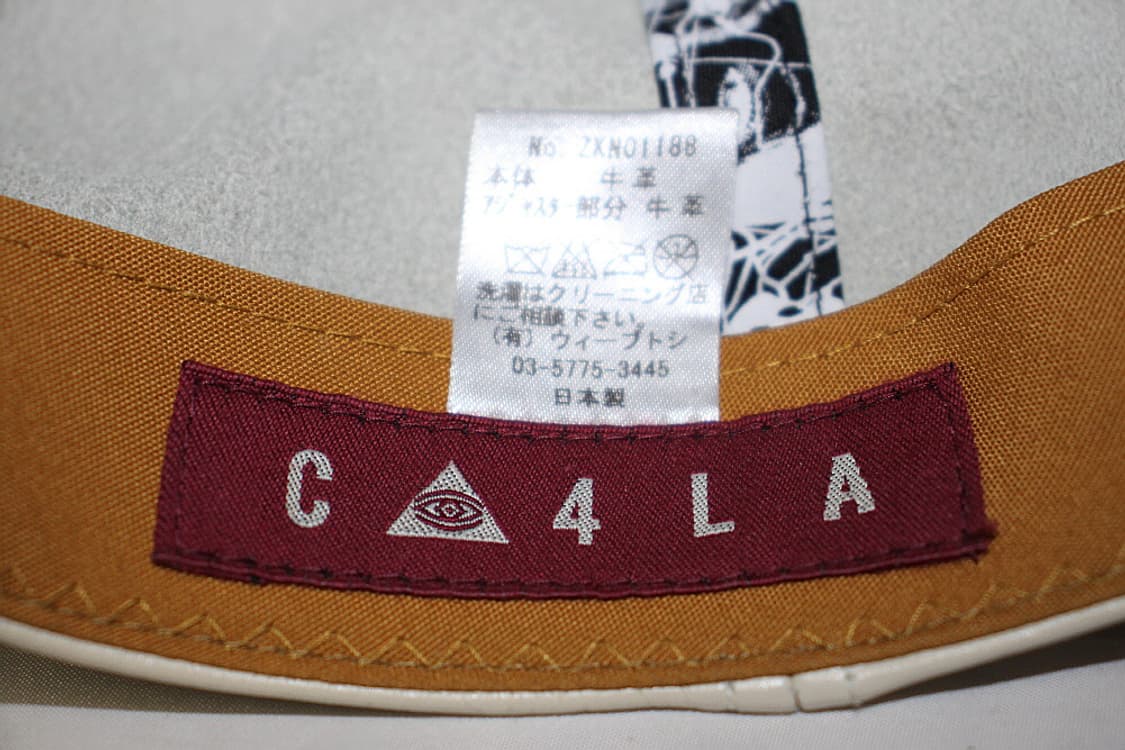 No. ZXN01188
本体 牛革
アジャスター部分 牛革
洗濯はクリーニング店
にご相談下さい。
(有) ウィーブトシ
03-5775-3445
日本製
C 4 L A